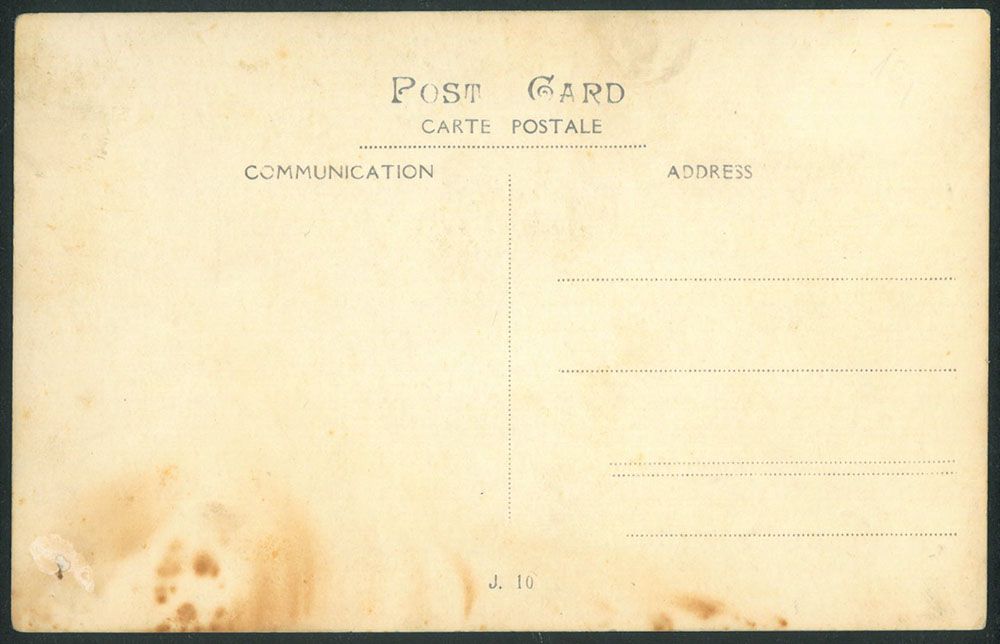 POST CARD
CARTE POSTALE
COMMUNICATION
ADDRESS
J. 10